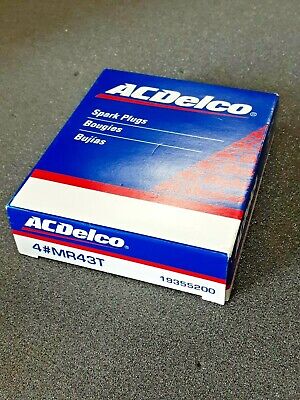 ACDelco
Spark Plugs
Bougies
Bujías
ACDelco
4#MR43T
19355200